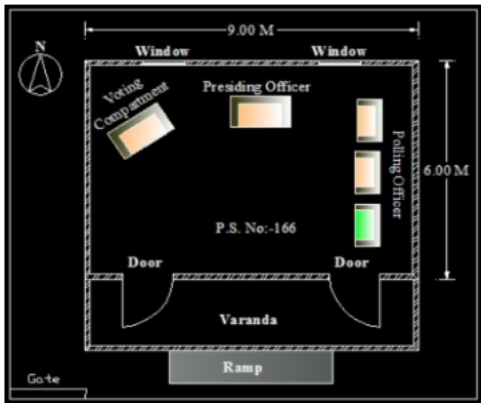 9.00 M
N
Window
Window
Voting
Compartment
Presiding Officer
Polling Officer
6.00 M
P.S. No:-166
Door
Door
Varanda
Ramp
Gate